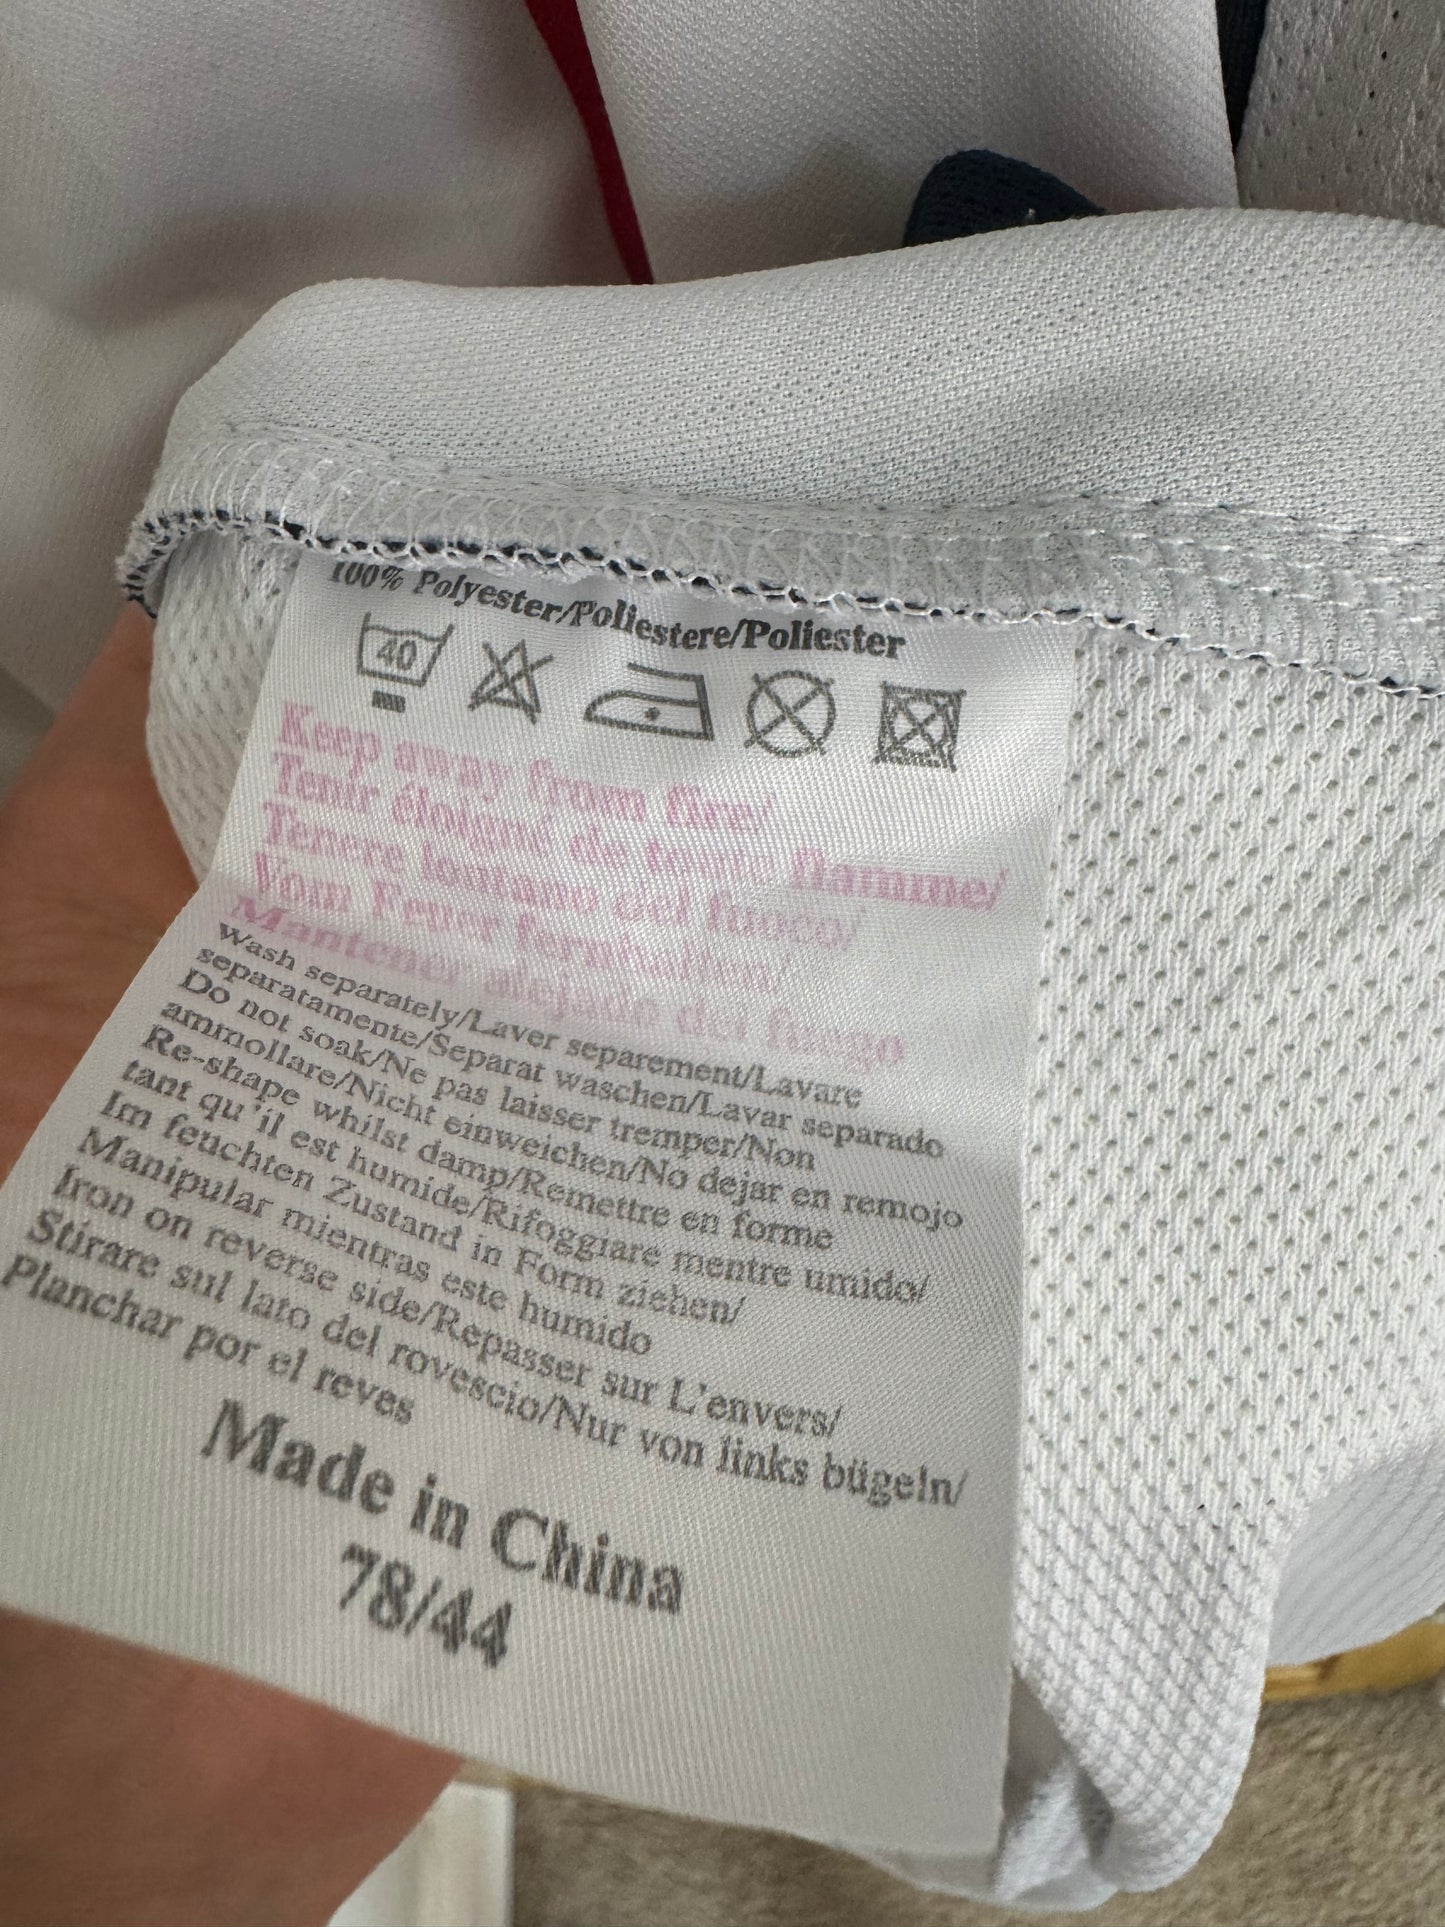 100% Polyester/Poliestere/Poliester
40
Keep away from fire/
Tenir éloigné de toute flamme/
Tenere lontano del fuoco/
Vom Feuer
Mantener alejado del fuego
Wash separately/Laver separement/Lavare
separatamente/Separat waschen/Lavar separado
Do not soak/Ne pas laisser tremper/Non
ammollare/Nicht einweichen/No dejar en remojo
Re-shape whilst damp/Remettre en forme
tant qu'il est humide/Rifoggiare mentre umido/
Im feuchten Zustand in Form ziehen/
Manipular mientras este humido
Iron on reverse side/Repasser sur L'envers/
Stirare sul lato del rovescio/Nur von links bügeln/
Planchar por el reves
Made in China
78/44